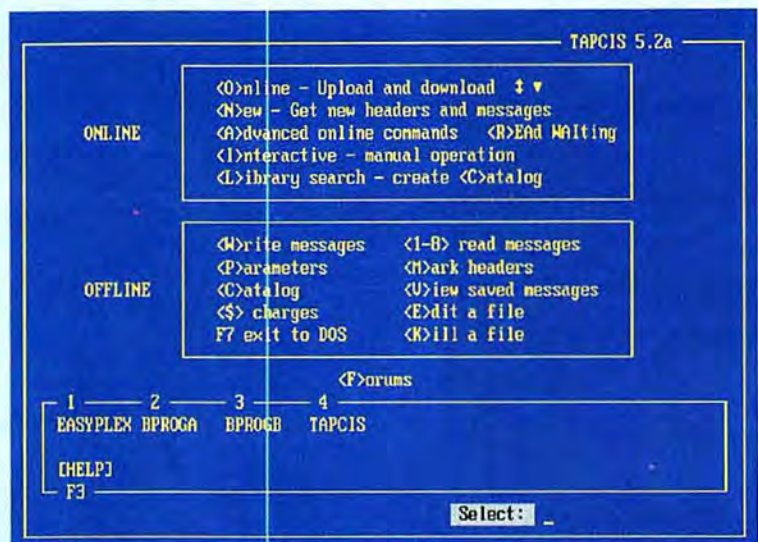 TAPCIS 5.2a
ONLINE
<O>nline - Upload and download ↕ ▼
<N>ew - Get new headers and messages
<A>dvanced online commands <R>EAd WAIting
<I>nteractive - manual operation
<L>ibrary search - create <C>atalog
OFFLINE
<W>rite messages <1-8> read messages
<P>arameters <M>ark headers
<C>atalog <V>iew saved messages
<$> charges <E>dit a file
F7 exit to DOS <K>ill a file
<F>orums
1 2 3 4
EASYPLEX BPROGA BPROGB TAPCIS
[HELP]
F3
Select: _